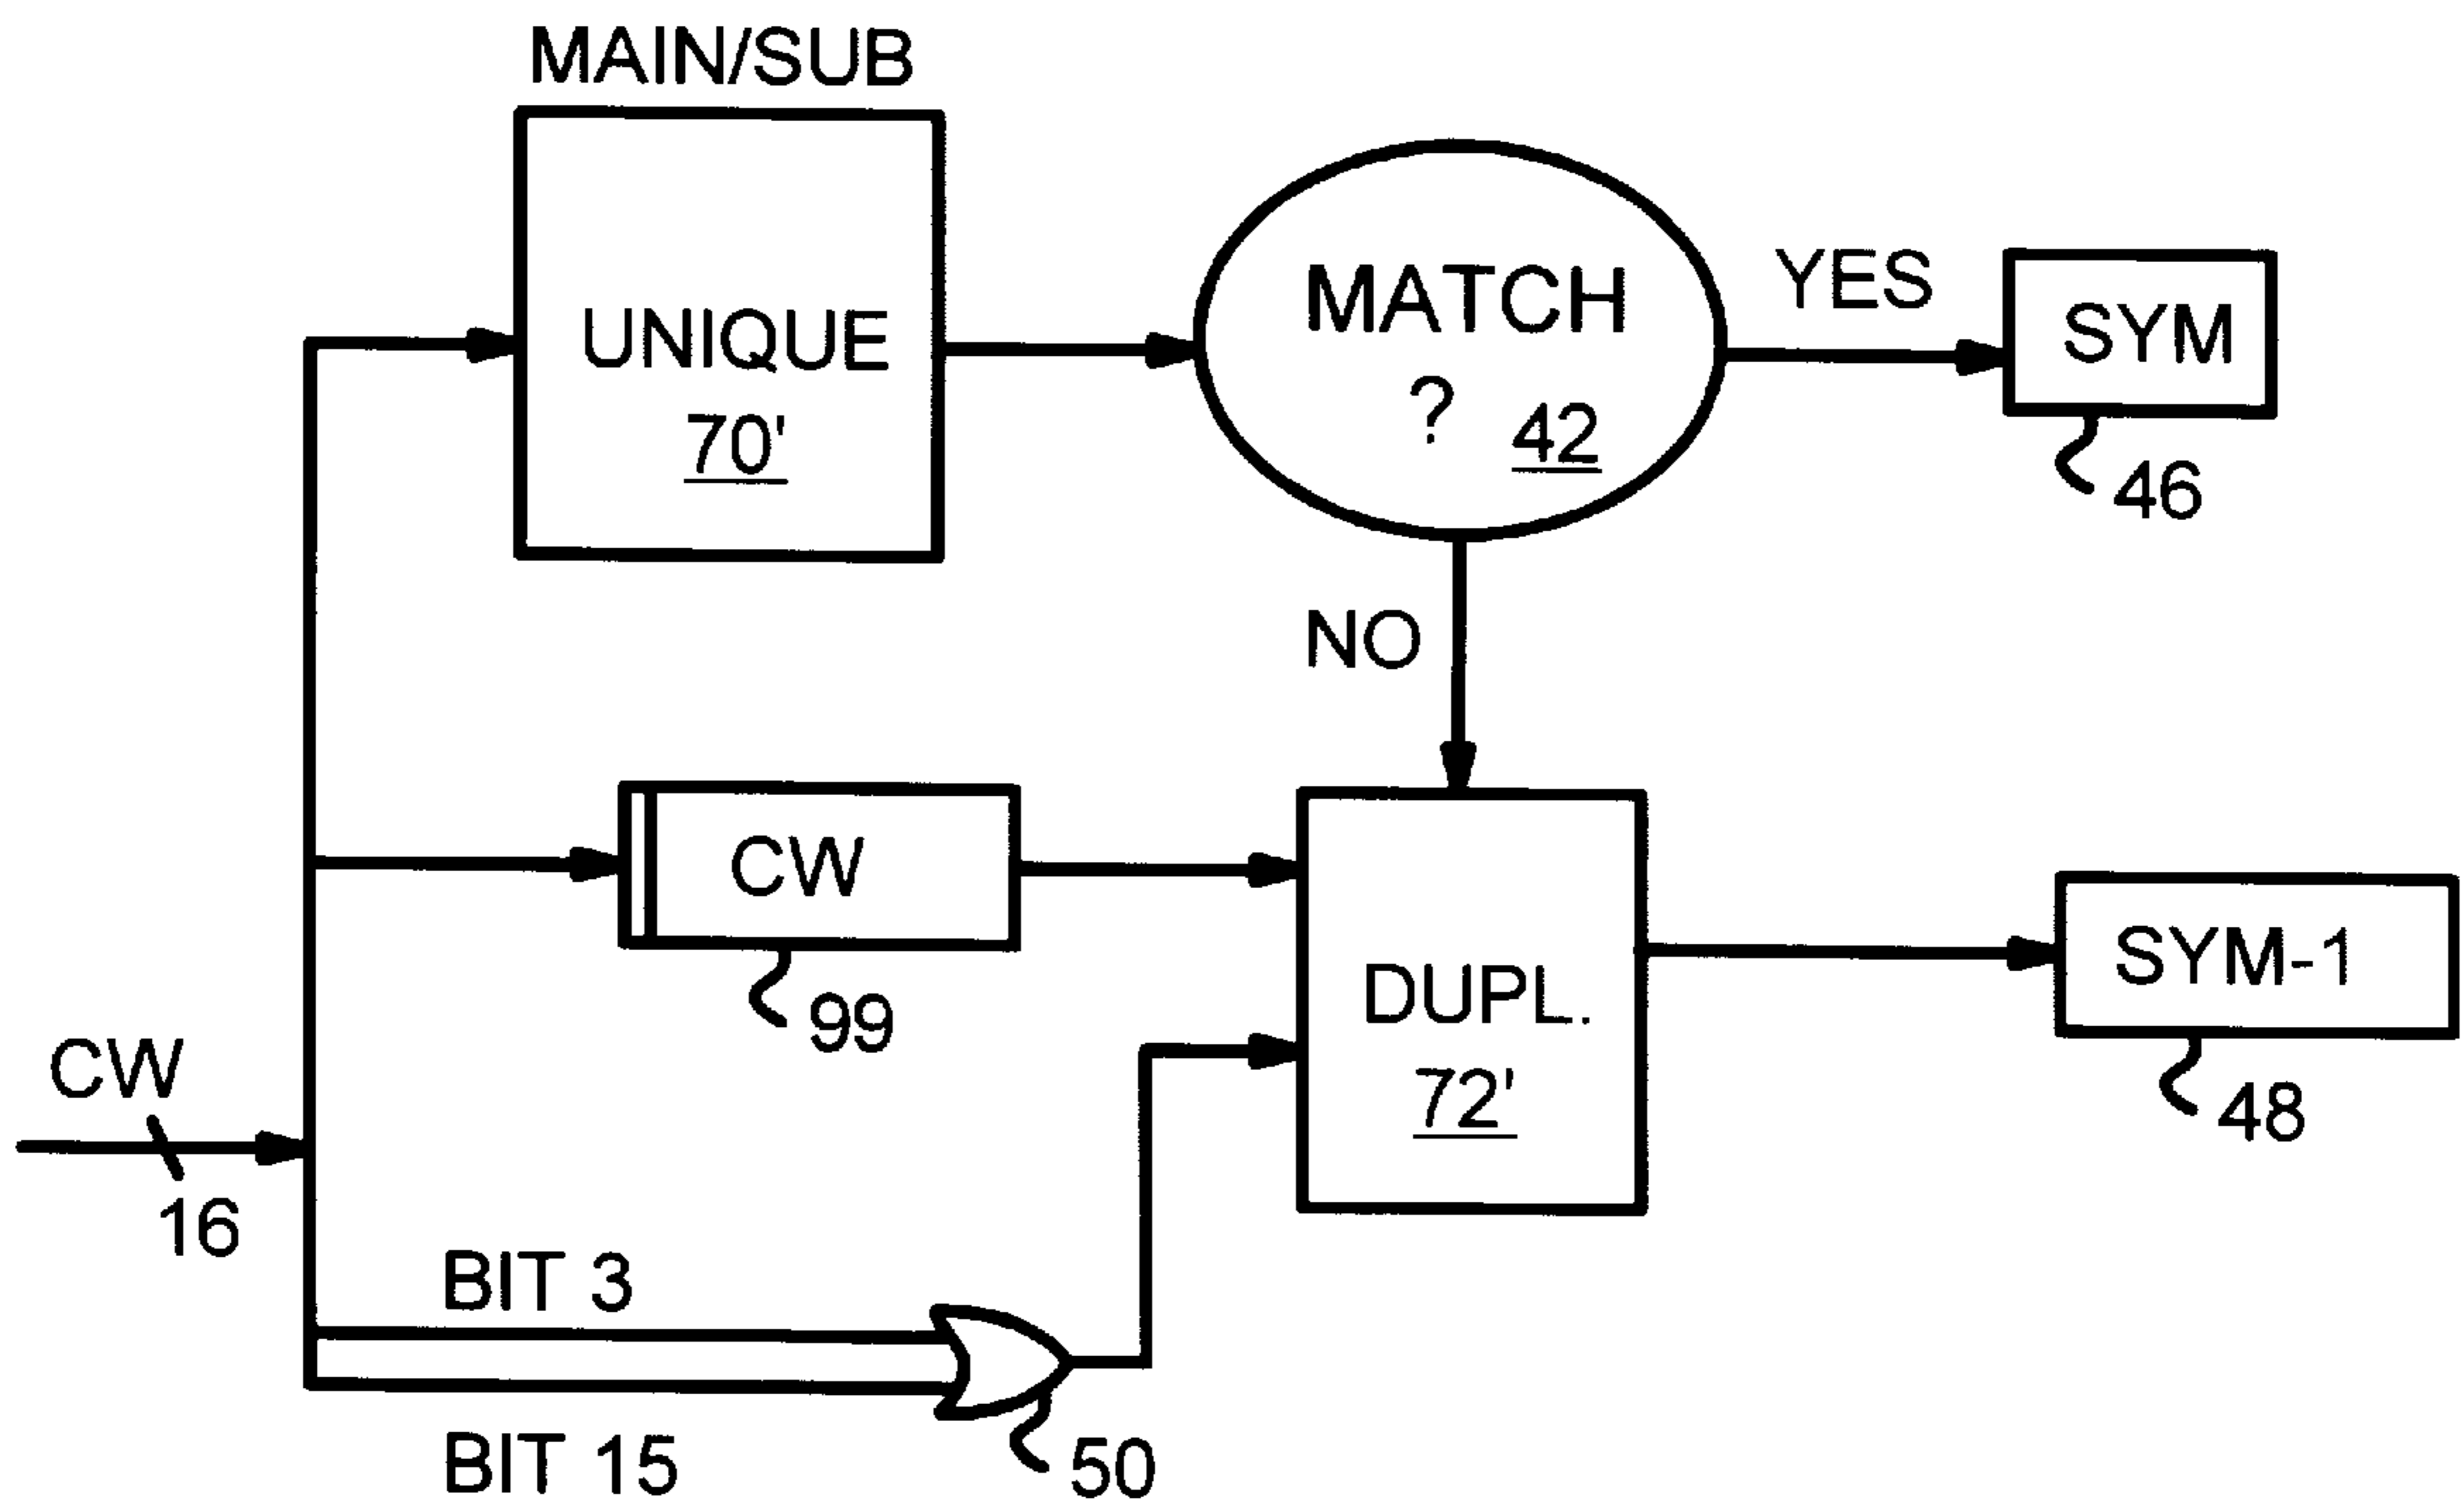 MAIN/SUB
UNIQUE
70'
MATCH
?
42
YES
SYM
46
NO
CW
99
DUPL.
72'
SYM-1
48
CW
16
BIT 3
BIT 15
50